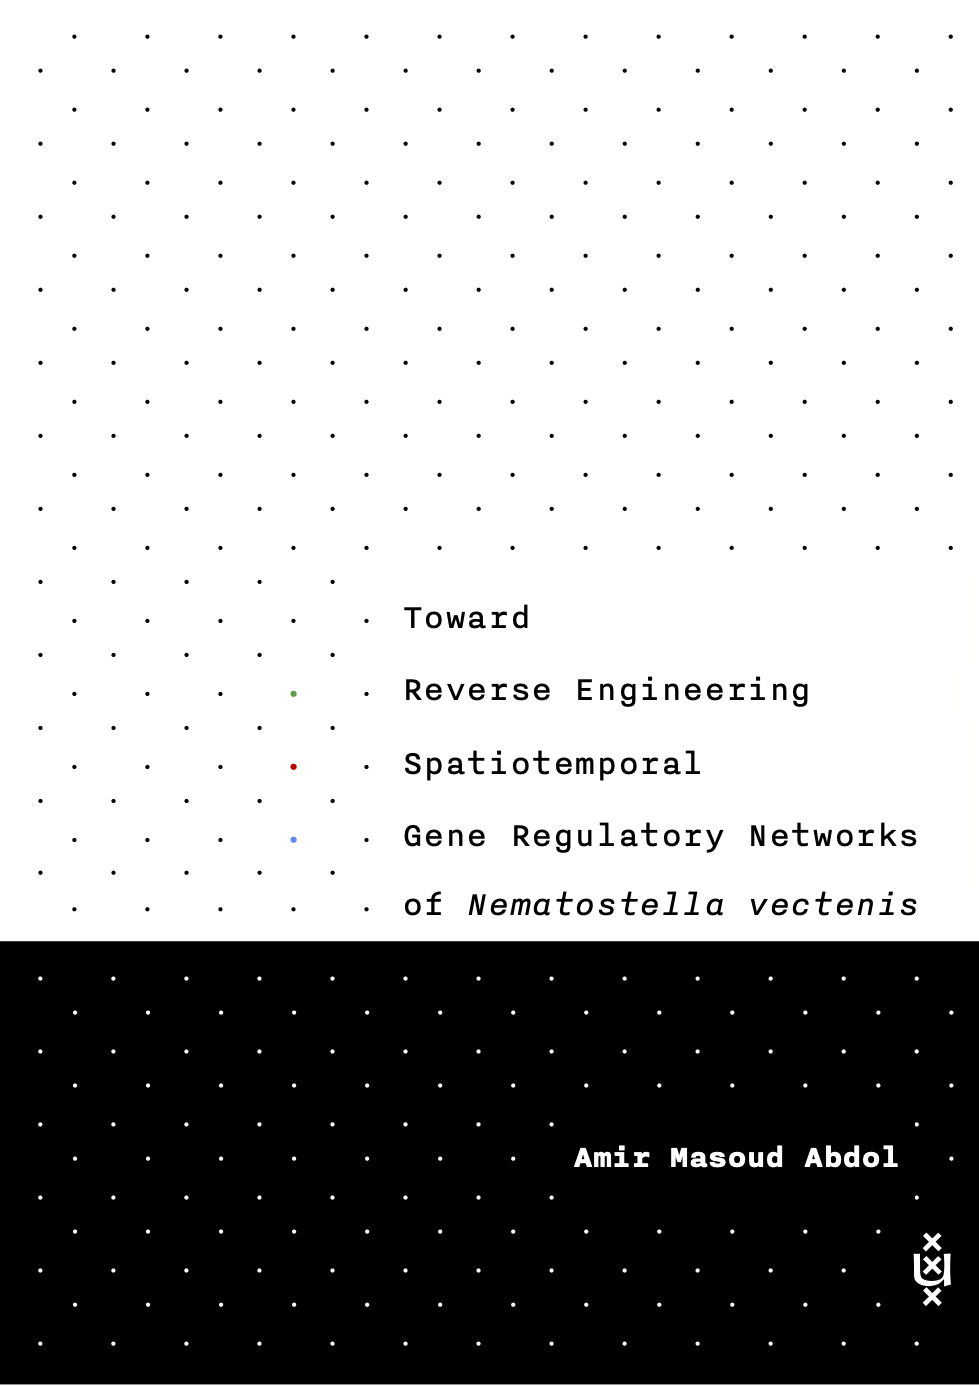 Toward
Reverse Engineering
Spatiotemporal
Gene Regulatory Networks
of Nematostella vectenis
Amir Masoud Abdol